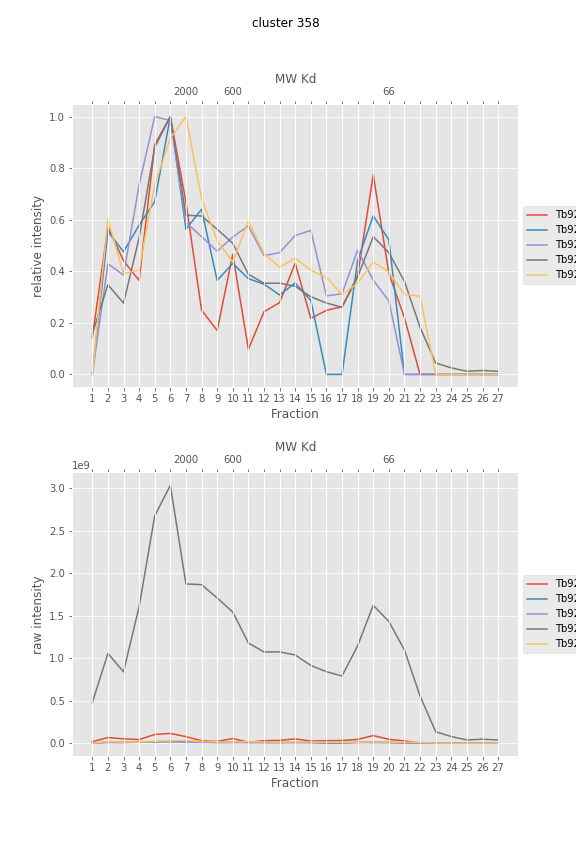 cluster 358
MW Kd
2000 600 66
1.0
0.8
0.6
0.4
0.2
0.0
relative intensity
Tb92
Tb92
Tb92
Tb92
Tb92
1 2 3 4 5 6 7 8 9 10 11 12 13 14 15 16 17 18 19 20 21 22 23 24 25 26 27
Fraction
MW Kd
2000 600 66
1e9
3.0
2.5
2.0
1.5
1.0
0.5
0.0
raw intensity
Tb92
Tb92
Tb92
Tb92
Tb92
1 2 3 4 5 6 7 8 9 10 11 12 13 14 15 16 17 18 19 20 21 22 23 24 25 26 27
Fraction